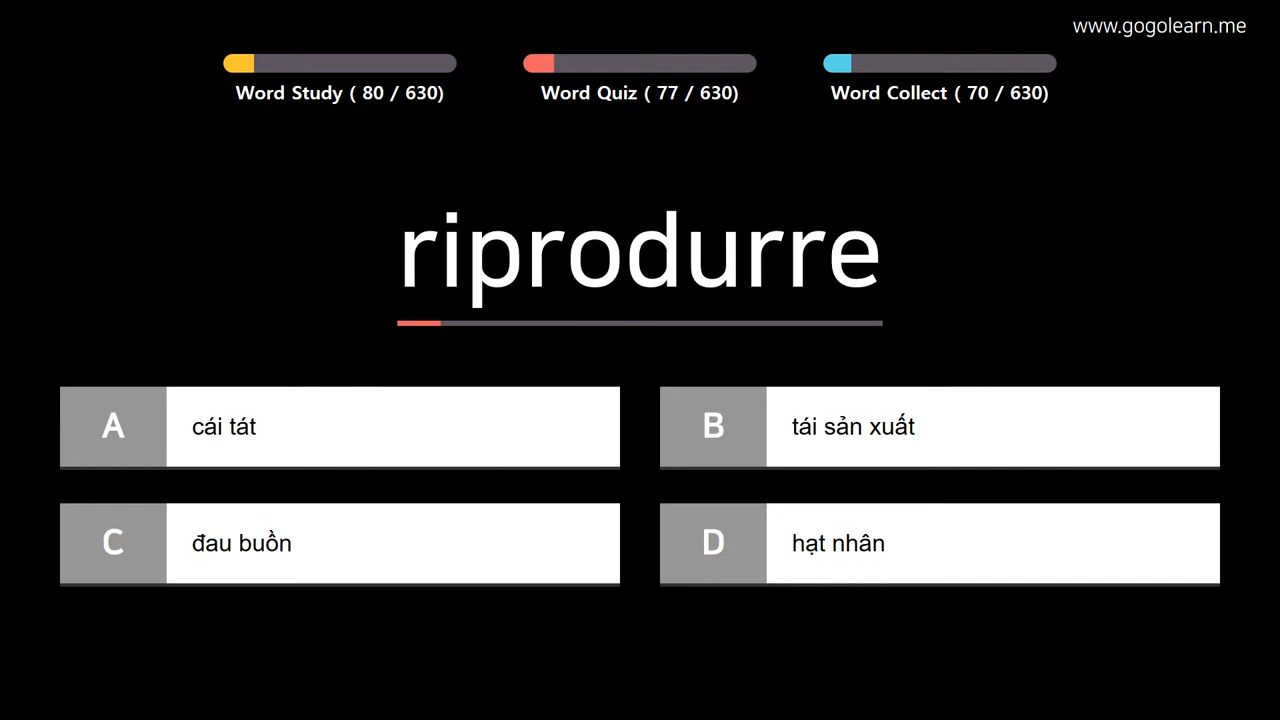 www.gogolearn.me
Word Study ( 80 / 630)
Word Quiz ( 77 / 630)
Word Collect ( 70 / 630)
riprodurre
A cái tát
B tái sản xuất
C đau buồn
D hạt nhân